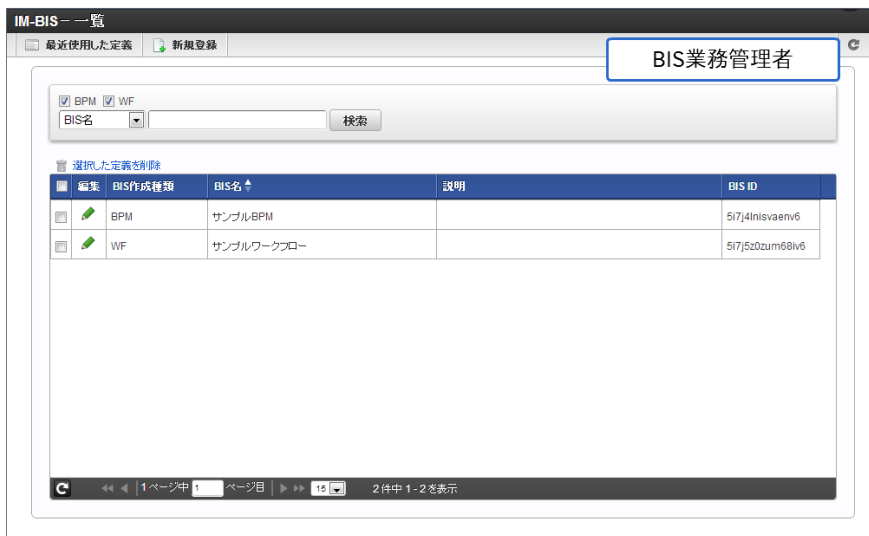 IM-BIS－一覧
最近使用した定義 新規登録
BIS業務管理者
BPM WF
BIS名 検索
選択した定義を削除
編集 BIS作成種類 BIS名 説明 BIS ID
BPM サンプルBPM 5i7j4lnisvaenv6
WF サンプルワークフロー 5i7j5z0zum68iv6
1ページ中 1 ページ目 15 2件中 1 - 2 を表示